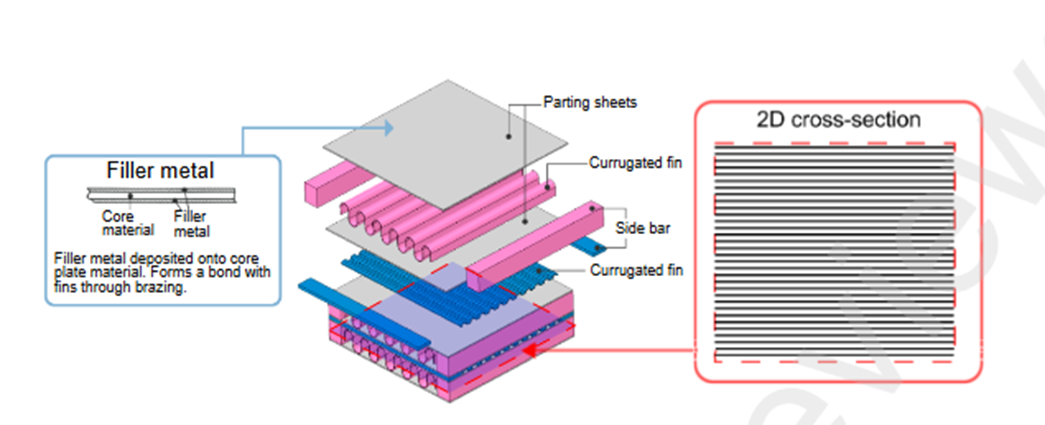 Filler metal
Core
material
Filler
metal
Filler metal deposited onto core
plate material. Forms a bond with
fins through brazing.
Parting sheets
Currugated fin
Side bar
Currugated fin
2D cross-section